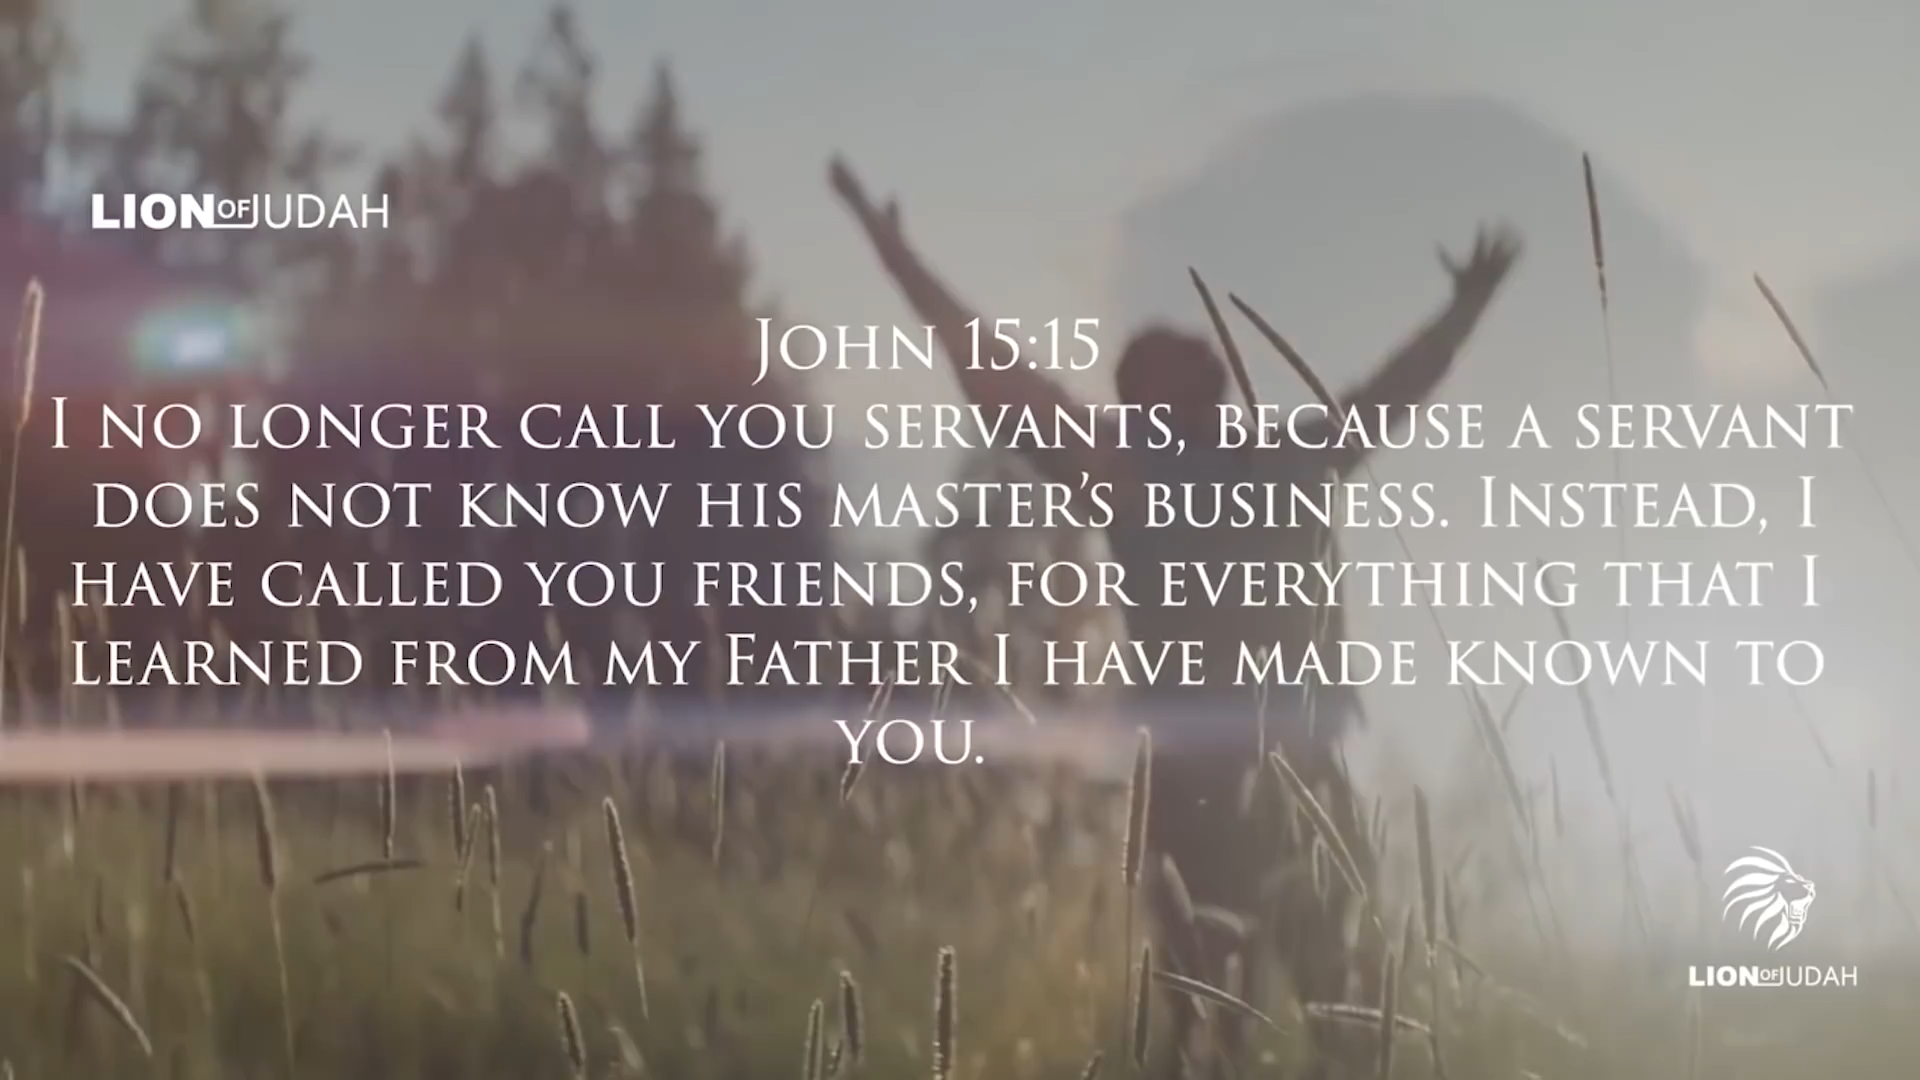 LION OF JUDAH
John 15:15
I no longer call you servants, because a servant
does not know his master’s business. Instead, I
have called you friends, for everything that I
learned from my Father I have made known to
you.
LION OF JUDAH